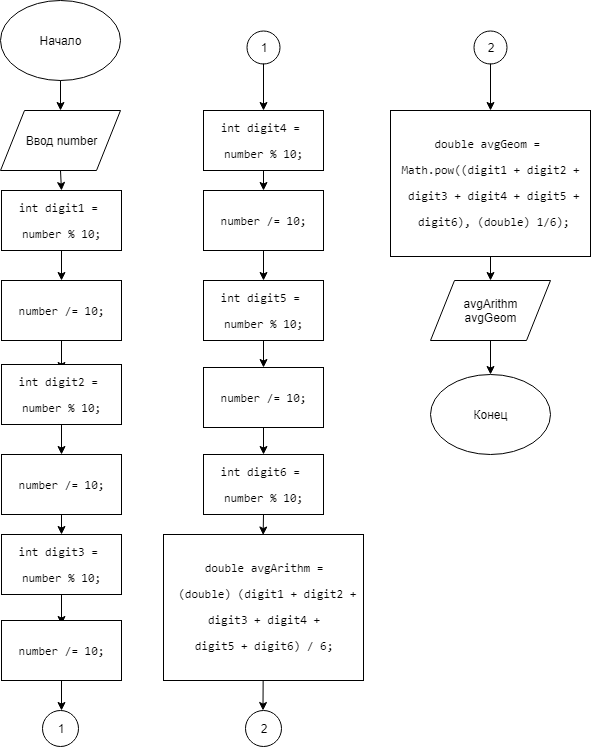 Начало
Ввод number
int digit1 =
number % 10;
number /= 10;
int digit2 =
number % 10;
number /= 10;
int digit3 =
number % 10;
number /= 10;
1
1
int digit4 =
number % 10;
number /= 10;
int digit5 =
number % 10;
number /= 10;
int digit6 =
number % 10;
double avgArithm =
(double) (digit1 + digit2 +
digit3 + digit4 +
digit5 + digit6) / 6;
2
2
double avgGeom =
Math.pow((digit1 + digit2 +
digit3 + digit4 + digit5 +
digit6), (double) 1/6);
avgArithm
avgGeom
Конец